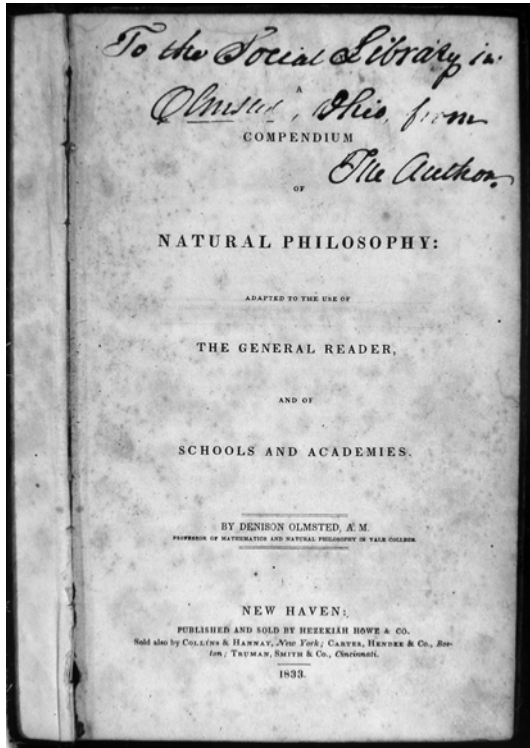 To the Social Library in
A
Olmsted, Ohio, from
COMPENDIUM
The Author.
OF
NATURAL PHILOSOPHY:
ADAPTED TO THE USE OF
THE GENERAL READER,
AND OF
SCHOOLS AND ACADEMIES.
BY DENISON OLMSTED, A. M.
PROFESSOR OF MATHEMATICS AND NATURAL PHILOSOPHY IN YALE COLLEGE.
NEW HAVEN:
PUBLISHED AND SOLD BY HEZEKIAH HOWE & CO.
Sold also by COLLINS & HANNAY, New York; CARTER, HENDEE & Co., Bos-
ton; TRUMAN, SMITH & Co., Cincinnati.
1833.